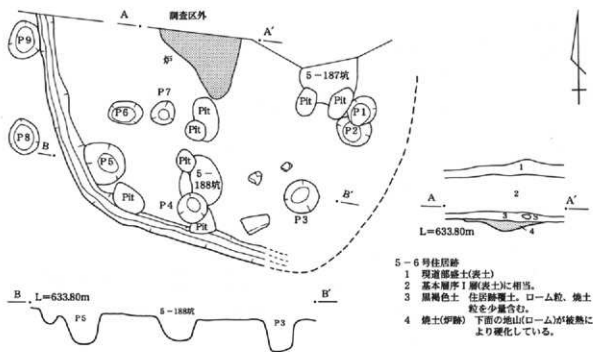 A
調査区外
A'
P9
炉
5-187坑
P7
P6
Pit
Pit
Pit
P1
Pit
P2
P8
B
P5
Pit
5-
188坑
Pit
P4
Pit
P3
B'
1
2
A
A'
3
S
L=633.80m
4
5-6号住居跡
1 現道部盛土(表土)
2 基本層序Ⅰ層(表土)に相当。
3 黒褐色土 住居跡覆土。ローム粒、焼土
粒を少量含む。
4 焼土(炉跡) 下面の地山(ローム)が被熱に
より硬化している。
B
L=633.80m
B'
P5
5-188坑
P3